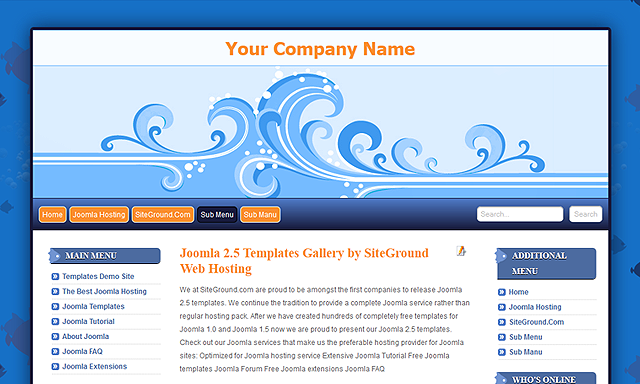 Your Company Name
Home Joomla Hosting SiteGround.Com Sub Menu Sub Manu Search... Search
MAIN MENU
Templates Demo Site
The Best Joomla Hosting
Joomla Templates
Joomla Tutorial
About Joomla
Joomla FAQ
Joomla Extensions
Joomla 2.5 Templates Gallery by SiteGround
Web Hosting
We at SiteGround.com are proud to be amongst the first companies to release Joomla
2.5 templates. We continue the tradition to provide a complete Joomla service rather than
regular hosting pack. After we have created hundreds of completely free templates for
Joomla 1.0 and Joomla 1.5 now we are proud to present our Joomla 2.5 templates.
Check out our Joomla services that make us the preferable hosting provider for Joomla
sites: Optimized for Joomla hosting service Extensive Joomla Tutorial Free Joomla
templates Joomla Forum Free Joomla extensions Joomla FAQ
ADDITIONAL
MENU
Home
Joomla Hosting
SiteGround.Com
Sub Menu
Sub Manu
WHO'S ONLINE